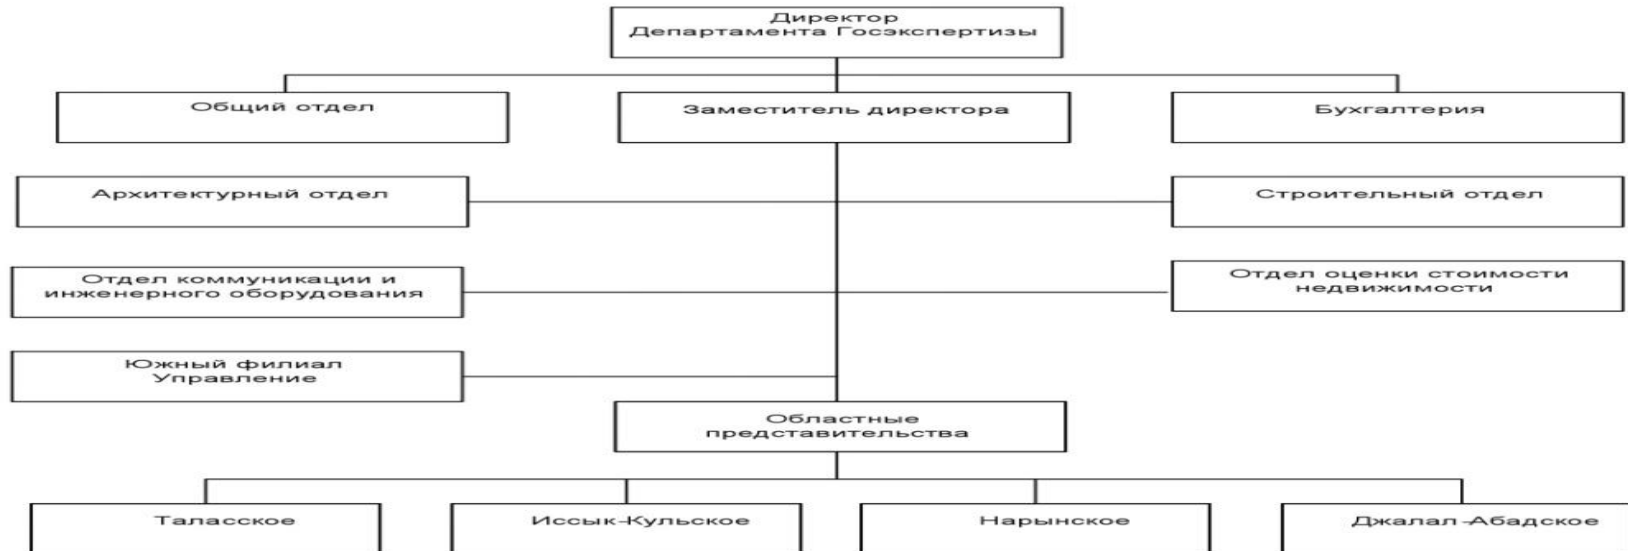 Директор
Департамента Госэкспертизы
Общий отдел
Заместитель директора
Бухгалтерия
Архитектурный отдел
Строительный отдел
Отдел коммуникации и
инженерного оборудования
Отдел оценки стоимости
недвижимости
Южный филиал
Управление
Областные
представительства
Таласское
Иссык-Кульское
Нарынское
Джалал-Абадское